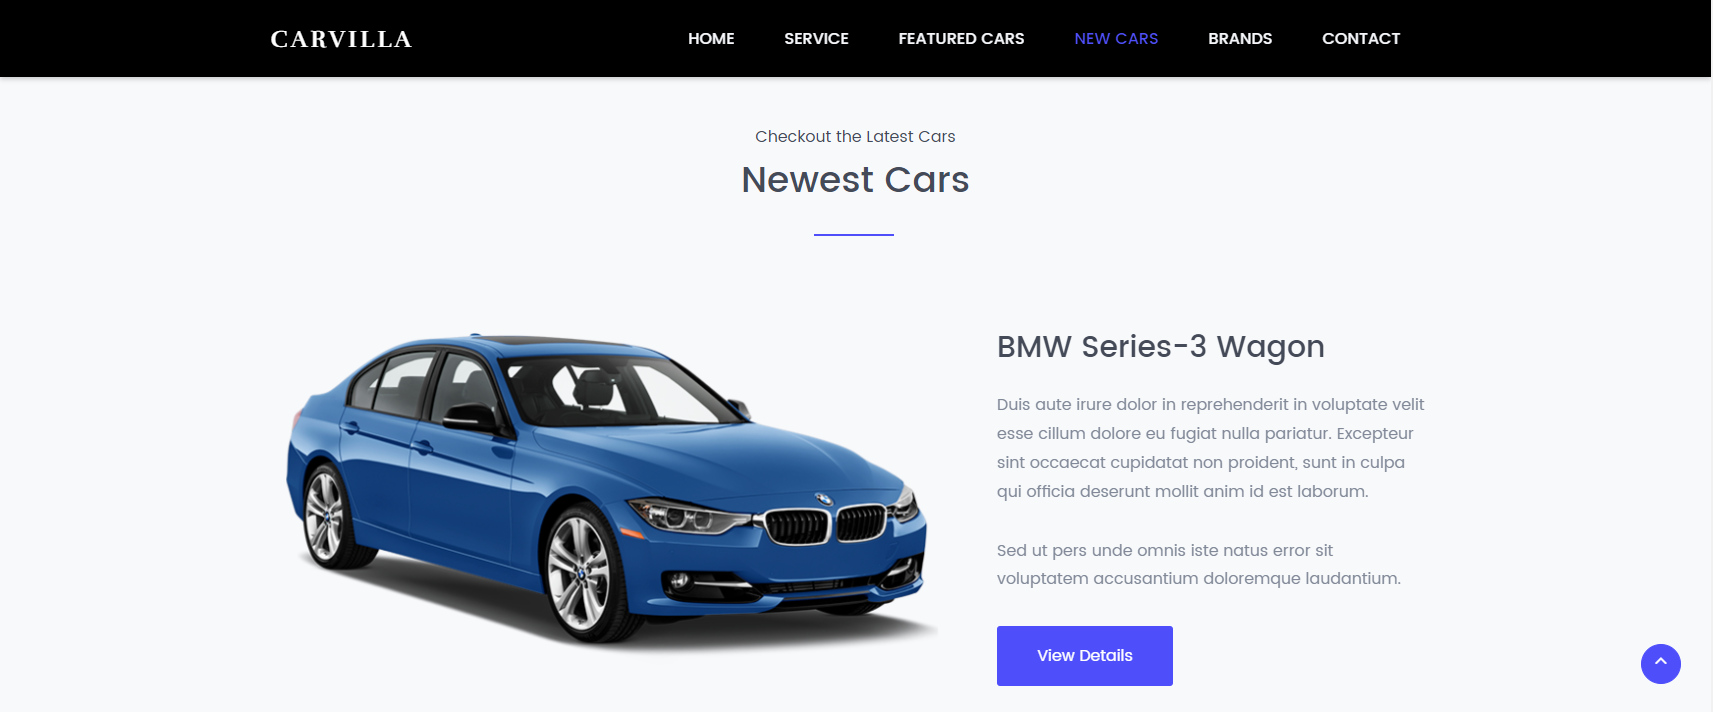 CARVILLA
HOME SERVICE FEATURED CARS NEW CARS BRANDS CONTACT
Checkout the Latest Cars
Newest Cars
BMW Series-3 Wagon
Duis aute irure dolor in reprehenderit in voluptate velit
esse cillum dolore eu fugiat nulla pariatur. Excepteur
sint occaecat cupidatat non proident, sunt in culpa
qui officia deserunt mollit anim id est laborum.
Sed ut pers unde omnis iste natus error sit
voluptatem accusantium doloremque laudantium.
View Details